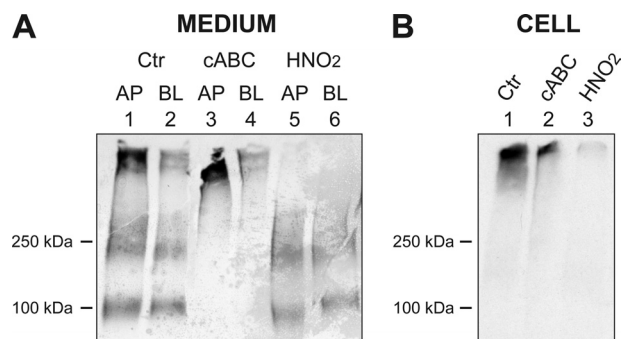 A MEDIUM
Ctr cABC HNO2
AP BL AP BL AP BL
1 2 3 4 5 6
250 kDa
100 kDa
B CELL
Ctr cABC HNO2
1 2 3
250 kDa
100 kDa